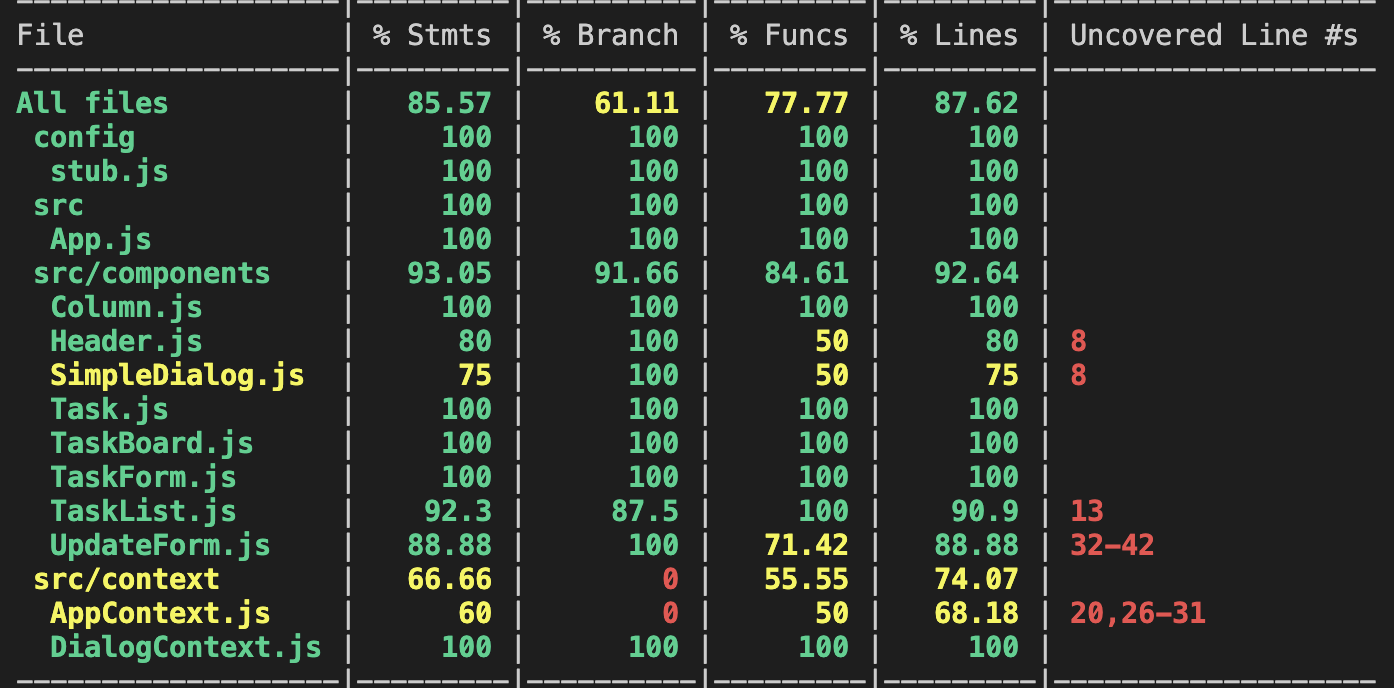 File | % Stmts | % Branch | % Funcs | % Lines | Uncovered Line #s
All files | 85.57 | 61.11 | 77.77 | 87.62 |
config | 100 | 100 | 100 | 100 |
stub.js | 100 | 100 | 100 | 100 |
src | 100 | 100 | 100 | 100 |
App.js | 100 | 100 | 100 | 100 |
src/components | 93.05 | 91.66 | 84.61 | 92.64 |
Column.js | 100 | 100 | 100 | 100 |
Header.js | 80 | 100 | 50 | 80 | 8
SimpleDialog.js | 75 | 100 | 50 | 75 | 8
Task.js | 100 | 100 | 100 | 100 |
TaskBoard.js | 100 | 100 | 100 | 100 |
TaskForm.js | 100 | 100 | 100 | 100 |
TaskList.js | 92.3 | 87.5 | 100 | 90.9 | 13
UpdateForm.js | 88.88 | 100 | 71.42 | 88.88 | 32-42
src/context | 66.66 | 0 | 55.55 | 74.07 |
AppContext.js | 60 | 0 | 50 | 68.18 | 20,26-31
DialogContext.js | 100 | 100 | 100 | 100 |